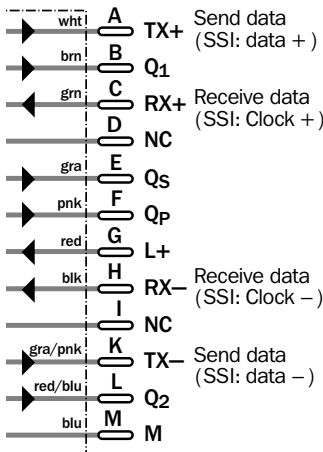 wht A TX+ Send data
(SSI: data +)
brn B Q1
grn C RX+ Receive data
(SSI: Clock +)
D NC
gra E QS
pnk F QP
red G L+
blk H RX− Receive data
(SSI: Clock −)
I NC
gra/pnk K TX− Send data
(SSI: data −)
red/blu L Q2
blu M M